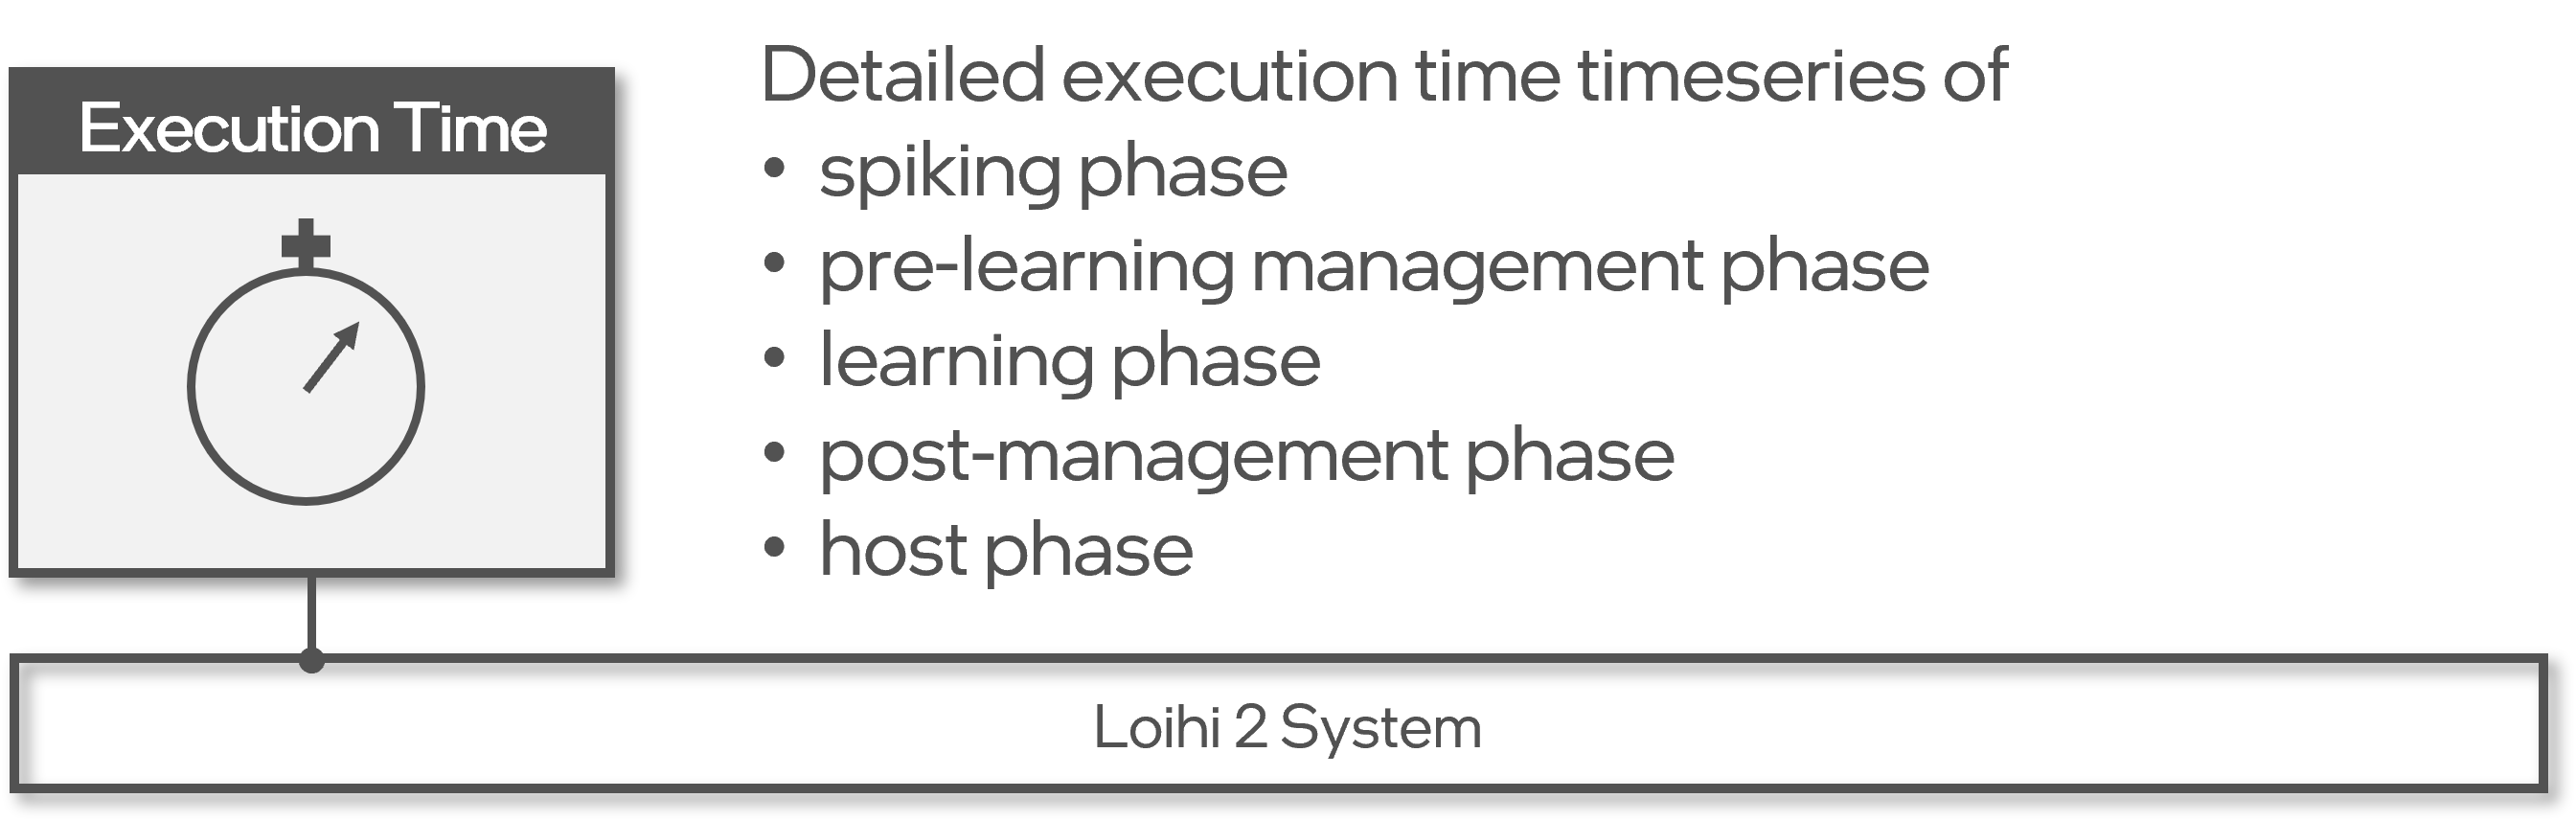 Execution Time
Detailed execution time timeseries of
• spiking phase
• pre-learning management phase
• learning phase
• post-management phase
• host phase
Loihi 2 System